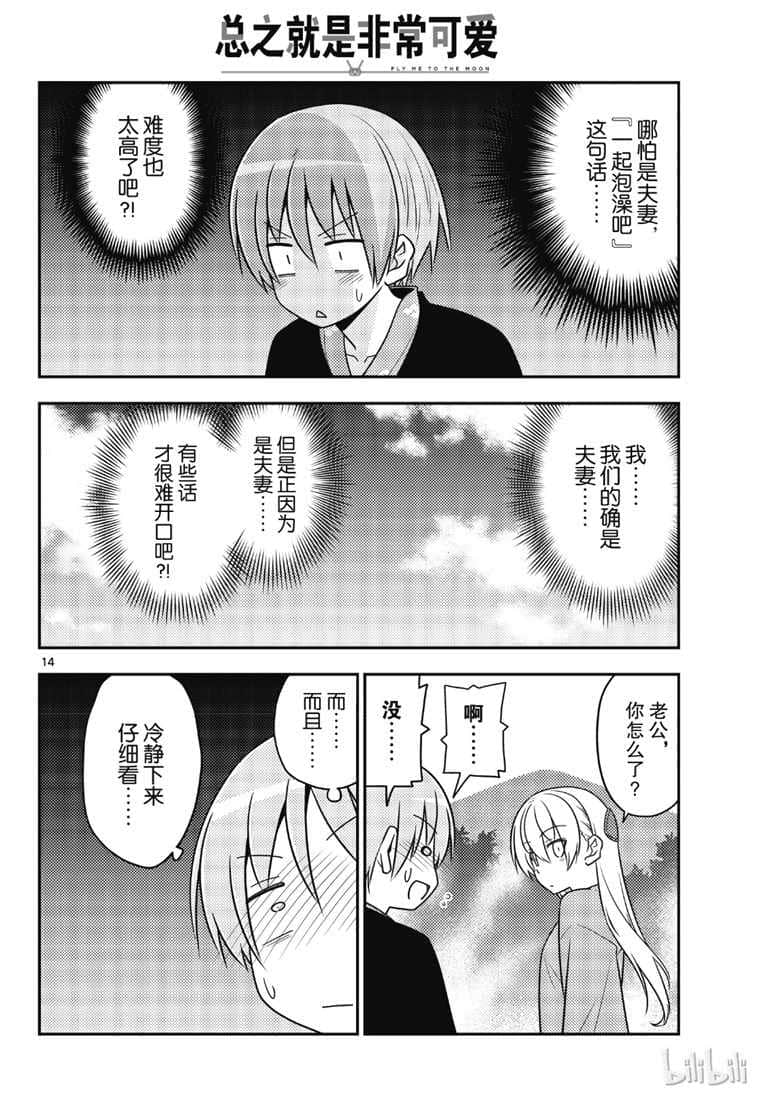 总之就是非常可爱
FLY ME TO THE MOON
哪怕是夫妻，
『一起泡澡吧』
这句话……
难度也
太高了吧？！
我……
我们的确是
夫妻……
但是正因为
是夫妻……
有些话
才很难开口吧？！
14
老公，
你怎么了？
啊……
没……
而……
而且……
冷静下来
仔细看……
bilibili